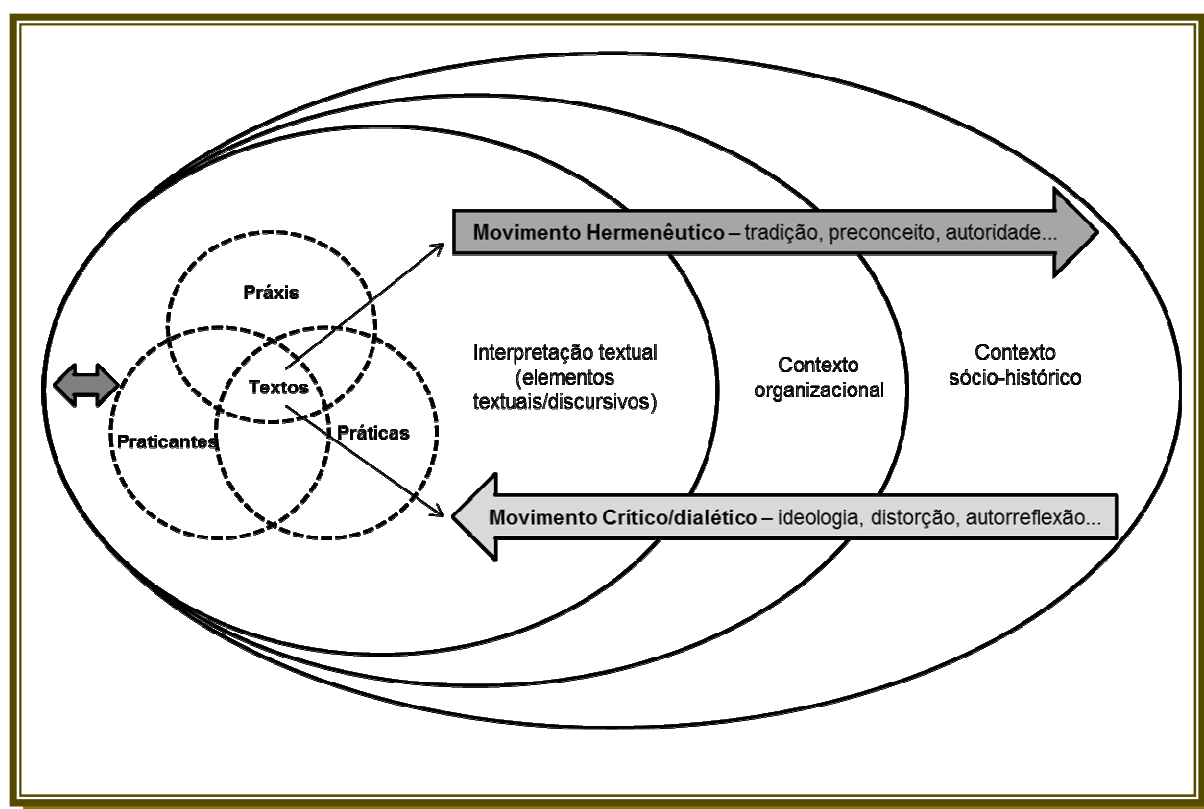 Movimento Hermenêutico – tradição, preconceito, autoridade...
Práxis
Textos
Praticantes
Práticas
Interpretação textual
(elementos
textuais/discursivos)
Contexto
organizacional
Contexto
sócio-histórico
Movimento Crítico/dialético – ideologia, distorção, autorreflexão...